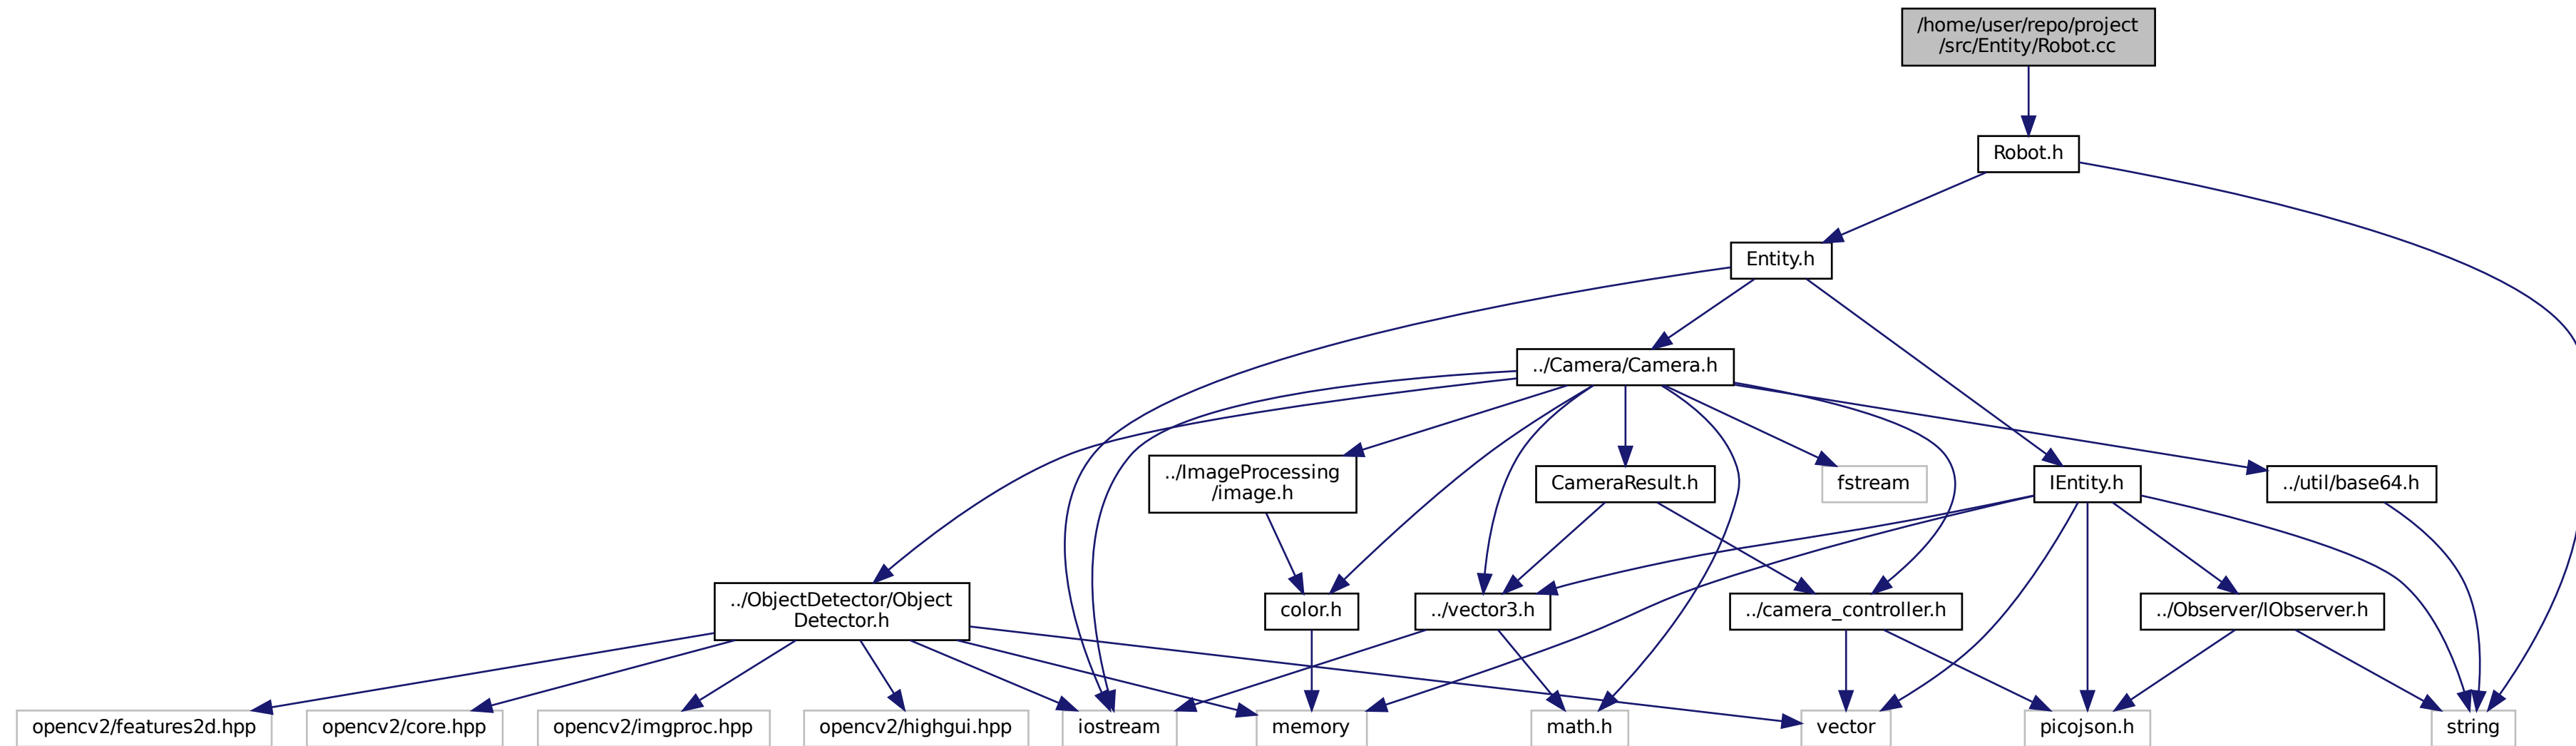 /home/user/repo/project
/src/Entity/Robot.cc
Robot.h
Entity.h
../Camera/Camera.h
../ImageProcessing
/image.h
CameraResult.h
fstream
IEntity.h
../util/base64.h
../ObjectDetector/Object
Detector.h
color.h
../vector3.h
../camera_controller.h
../Observer/IObserver.h
opencv2/features2d.hpp
opencv2/core.hpp
opencv2/imgproc.hpp
opencv2/highgui.hpp
iostream
memory
math.h
vector
picojson.h
string